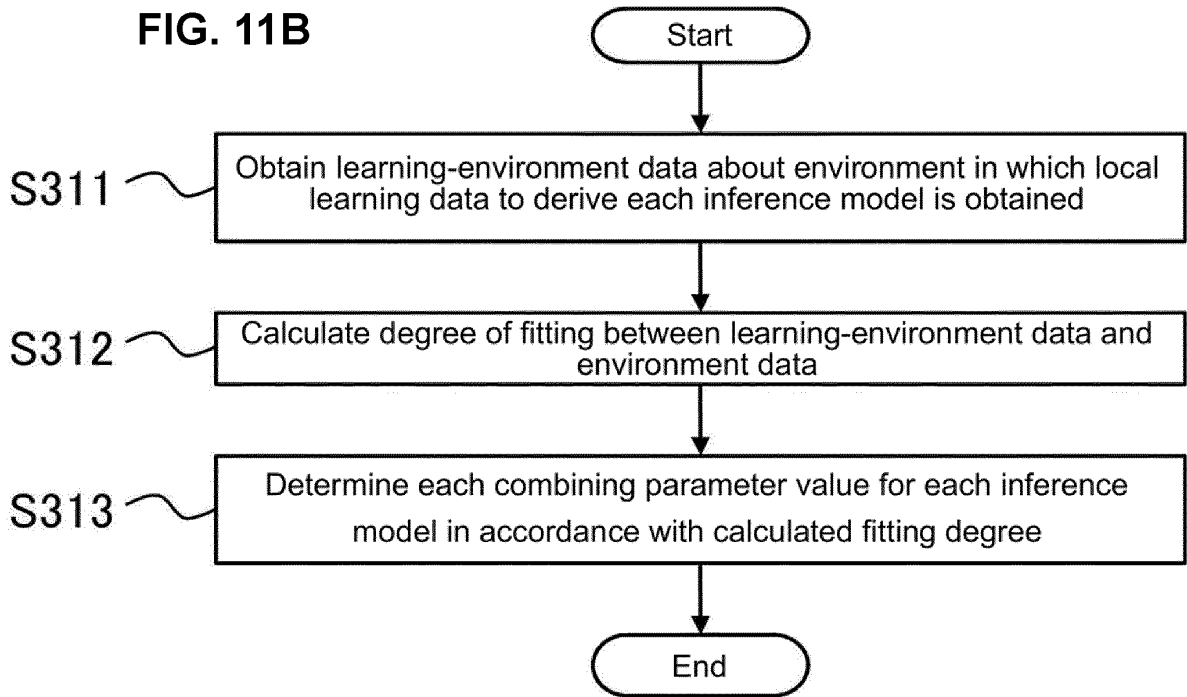 FIG. 11B
Start
S311
Obtain learning-environment data about environment in which local
learning data to derive each inference model is obtained
S312
Calculate degree of fitting between learning-environment data and
environment data
S313
Determine each combining parameter value for each inference
model in accordance with calculated fitting degree
End